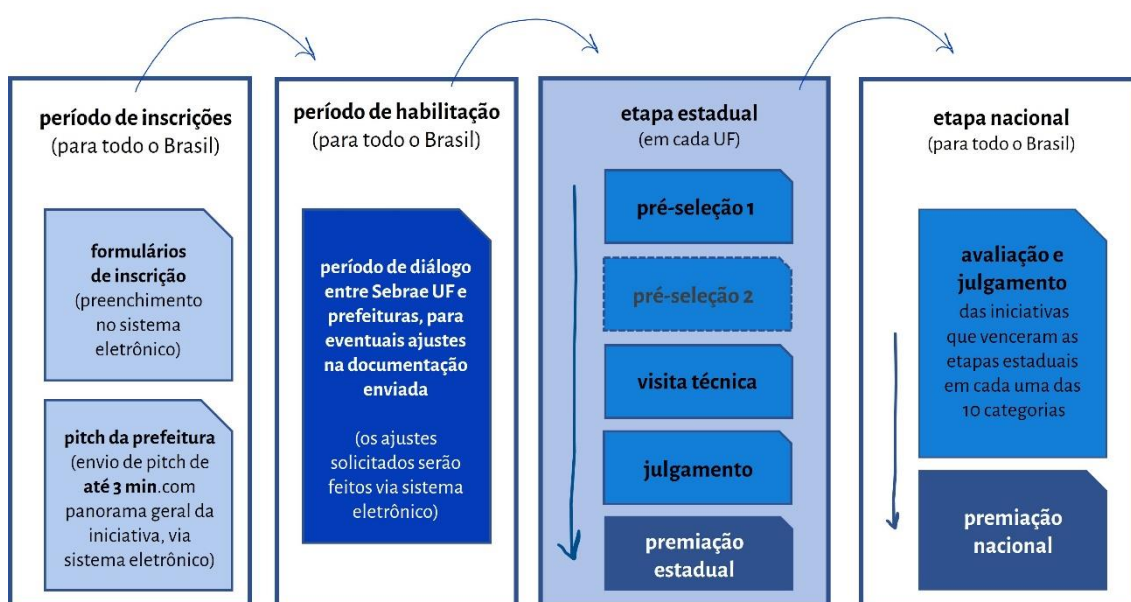 período de inscrições
(para todo o Brasil)
formulários
de inscrição
(preenchimento
no sistema
eletrônico)
pitch da prefeitura
(envio de pitch de
até 3 min.com
panorama geral da
iniciativa, via
sistema eletrônico)
período de habilitação
(para todo o Brasil)
período de diálogo
entre Sebrae UF e
prefeituras, para
eventuais ajustes
na documentação
enviada
(os ajustes
solicitados serão
feitos via sistema
eletrônico)
etapa estadual
(em cada UF)
pré-seleção 1
pré-seleção 2
visita técnica
julgamento
premiação
estadual
etapa nacional
(para todo o Brasil)
avaliação e
julgamento
das iniciativas
que venceram as
etapas estaduais
em cada uma das
10 categorias
premiação
nacional